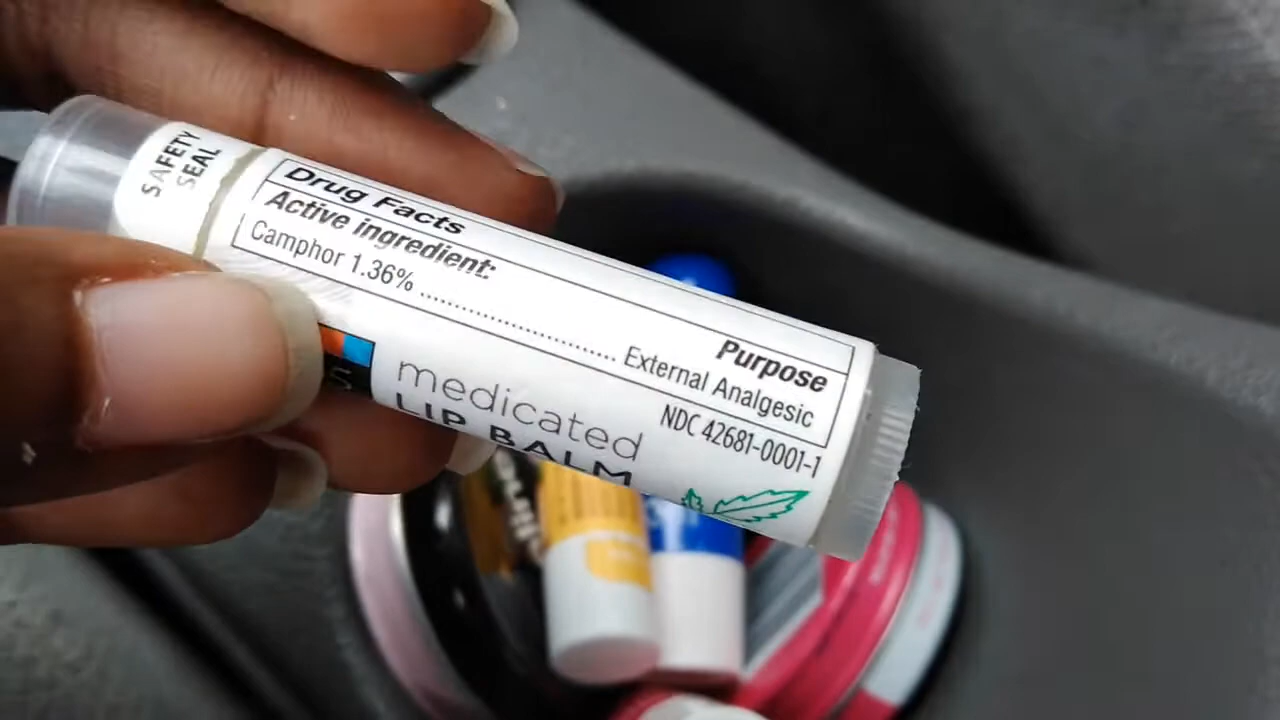 SAFETY
SEAL
Drug Facts
Active ingredient:
Purpose
Camphor 1.36% ........................... External Analgesic
NDC 42681-0001-1
medicated
LIP BALM